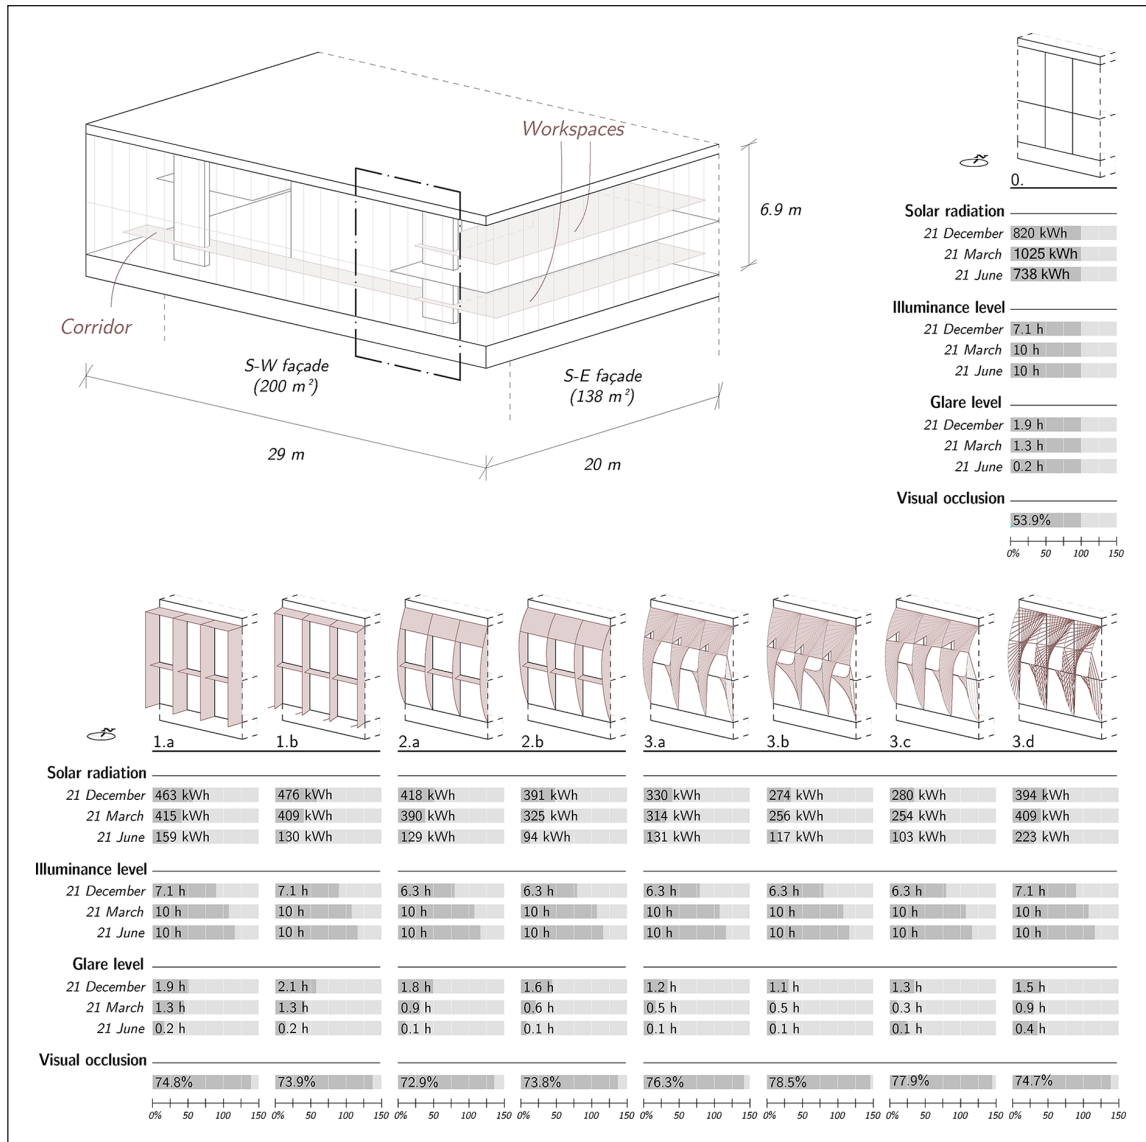 Workspaces
Corridor
6.9 m
S-W façade
(200 m²)
S-E façade
(138 m²)
29 m
20 m
N
0.
Solar radiation
21 December 820 kWh
21 March 1025 kWh
21 June 738 kWh
Illuminance level
21 December 7.1 h
21 March 10 h
21 June 10 h
Glare level
21 December 1.9 h
21 March 1.3 h
21 June 0.2 h
Visual occlusion
53.9%
0% 50 100 150
N
1.a 1.b 2.a 2.b 3.a 3.b 3.c 3.d
Solar radiation
21 December 463 kWh 476 kWh 418 kWh 391 kWh 330 kWh 274 kWh 280 kWh 394 kWh
21 March 415 kWh 409 kWh 390 kWh 325 kWh 314 kWh 256 kWh 254 kWh 409 kWh
21 June 159 kWh 130 kWh 129 kWh 94 kWh 131 kWh 117 kWh 103 kWh 223 kWh
Illuminance level
21 December 7.1 h 7.1 h 6.3 h 6.3 h 6.3 h 6.3 h 6.3 h 7.1 h
21 March 10 h 10 h 10 h 10 h 10 h 10 h 10 h 10 h
21 June 10 h 10 h 10 h 10 h 10 h 10 h 10 h 10 h
Glare level
21 December 1.9 h 2.1 h 1.8 h 1.6 h 1.2 h 1.1 h 1.3 h 1.5 h
21 March 1.3 h 1.3 h 0.9 h 0.6 h 0.5 h 0.5 h 0.3 h 0.9 h
21 June 0.2 h 0.2 h 0.1 h 0.1 h 0.1 h 0.1 h 0.1 h 0.4 h
Visual occlusion
74.8% 73.9% 72.9% 73.8% 76.3% 78.5% 77.9% 74.7%
0% 50 100 150 0% 50 100 150 0% 50 100 150 0% 50 100 150 0% 50 100 150 0% 50 100 150 0% 50 100 150 0% 50 100 150